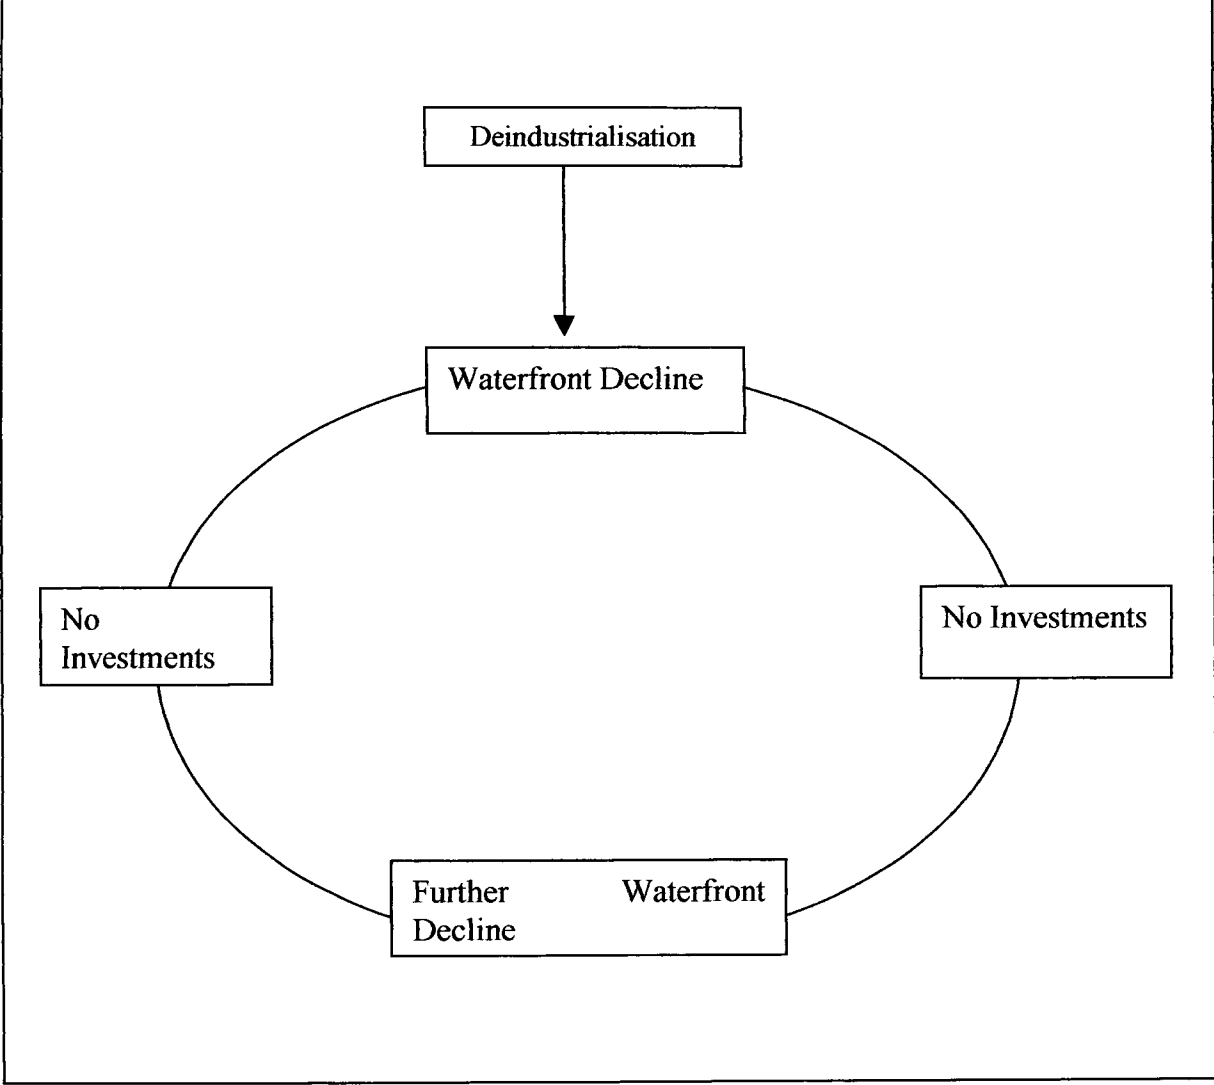 Deindustrialisation
Waterfront Decline
No
Investments
No Investments
Further Waterfront
Decline